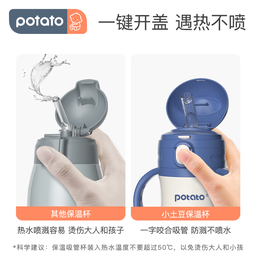 potato 一键开盖 遇热不喷
potato
其他保温杯 小土豆保温杯
热水喷溅容易 烫伤大人和孩子 一字咬合吸管 防溅不喷水
*科学建议：保温吸管杯装入热水温度不要超过50℃，以免烫伤大人和小孩